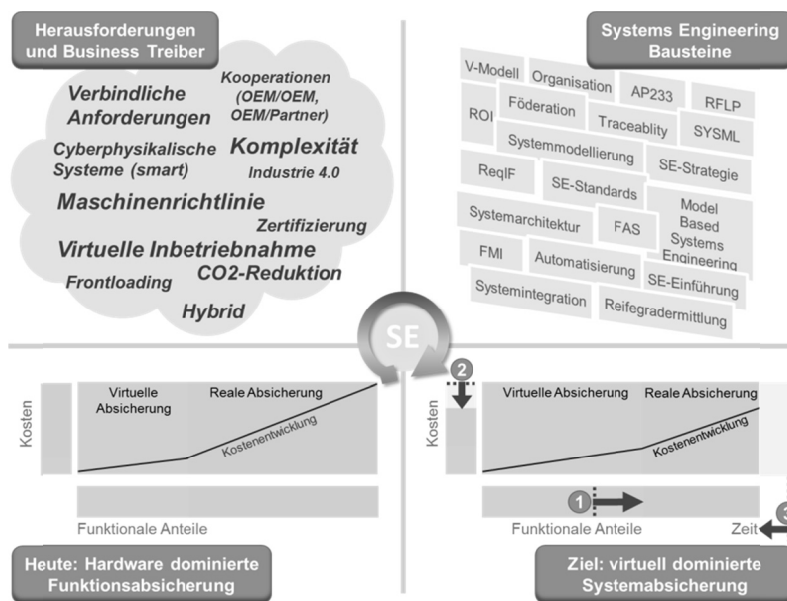 Herausforderungen
und Business Treiber
Verbindliche
Anforderungen
Kooperationen
(OEM/OEM,
OEM/Partner)
Cyberphysikalische
Systeme (smart)
Komplexität
Industrie 4.0
Maschinenrichtlinie
Zertifizierung
Virtuelle Inbetriebnahme
Frontloading
CO2-Reduktion
Hybrid
Systems Engineering
Bausteine
V-Modell
Organisation
AP233
RFLP
ROI
Föderation
Traceablity
SYSML
Systemmodellierung
SE-Strategie
ReqIF
SE-Standards
Model
Based
Systems
Engineering
Systemarchitektur
FAS
FMI
Automatisierung
SE-Einführung
Systemintegration
Reifegradermittlung
SE
Kosten
Virtuelle
Absicherung
Reale Absicherung
Kostenentwicklung
Funktionale Anteile
Heute: Hardware dominierte
Funktionsabsicherung
2
Kosten
Virtuelle Absicherung
Reale Absicherung
Kostenentwicklung
1
Funktionale Anteile
Zeit
3
Ziel: virtuell dominierte
Systemabsicherung